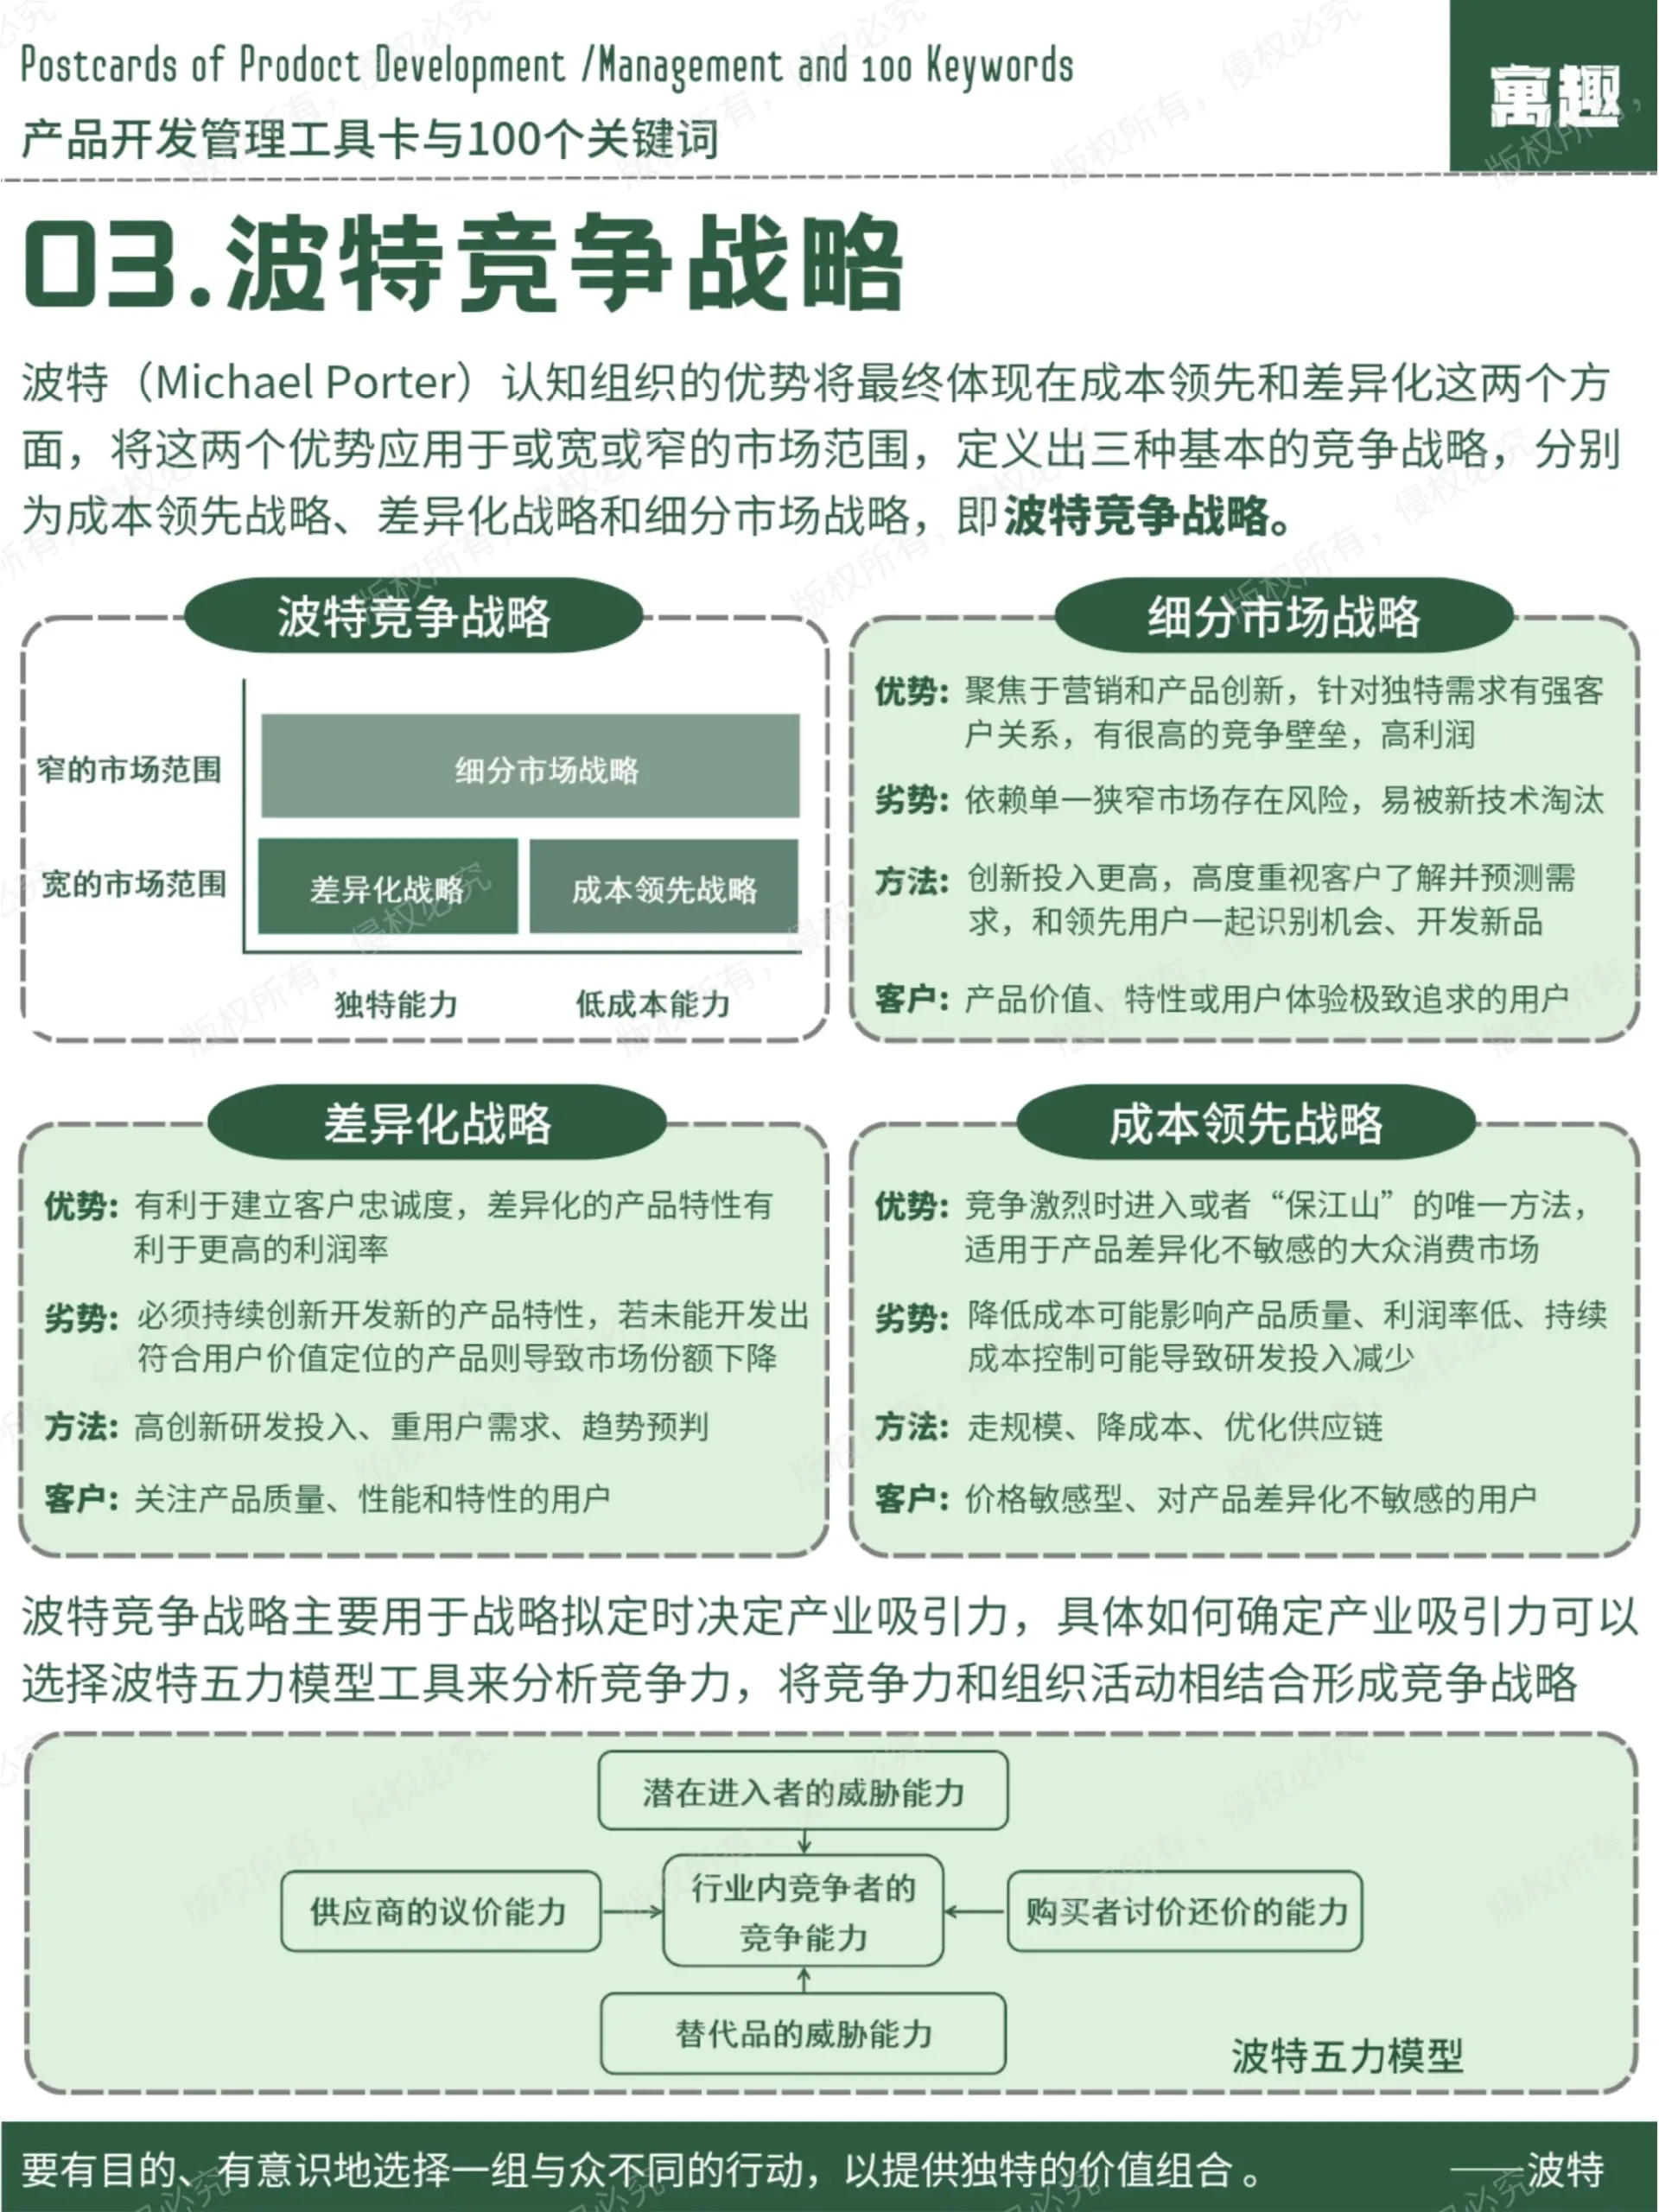 Postcards of Prodoct Development /Management and 100 Keywords
产品开发管理工具卡与100个关键词
寓趣
03.波特竞争战略
波特（Michael Porter）认知组织的优势将最终体现在成本领先和差异化这两个方
面，将这两个优势应用于或宽或窄的市场范围，定义出三种基本的竞争战略，分别
为成本领先战略、差异化战略和细分市场战略，即波特竞争战略。
波特竞争战略
窄的市场范围
细分市场战略
宽的市场范围
差异化战略
成本领先战略
独特能力
低成本能力
细分市场战略
优势: 聚焦于营销和产品创新，针对独特需求有强客
户关系，有很高的竞争壁垒，高利润
劣势: 依赖单一狭窄市场存在风险，易被新技术淘汰
方法: 创新投入更高，高度重视客户了解并预测需
求，和领先用户一起识别机会、开发新品
客户: 产品价值、特性或用户体验极致追求的用户
差异化战略
优势: 有利于建立客户忠诚度，差异化的产品特性有
利于更高的利润率
劣势: 必须持续创新开发新的产品特性，若未能开发出
符合用户价值定位的产品则导致市场份额下降
方法: 高创新研发投入、重用户需求、趋势预判
客户: 关注产品质量、性能和特性的用户
成本领先战略
优势: 竞争激烈时进入或者“保江山”的唯一方法，
适用于产品差异化不敏感的大众消费市场
劣势: 降低成本可能影响产品质量、利润率低、持续
成本控制可能导致研发投入减少
方法: 走规模、降成本、优化供应链
客户: 价格敏感型、对产品差异化不敏感的用户
波特竞争战略主要用于战略拟定时决定产业吸引力，具体如何确定产业吸引力可以
选择波特五力模型工具来分析竞争力，将竞争力和组织活动相结合形成竞争战略
潜在进入者的威胁能力
供应商的议价能力
行业内竞争者的
竞争能力
购买者讨价还价的能力
替代品的威胁能力
波特五力模型
要有目的、有意识地选择一组与众不同的行动，以提供独特的价值组合。
——波特
版权所有，侵权必究